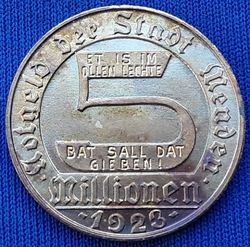 Notgeld der Stadt Menden
ET IS IM
OLLEN LECHTE
5
BAT SALL DAT
GIEBEN!
Millionen
·1923·